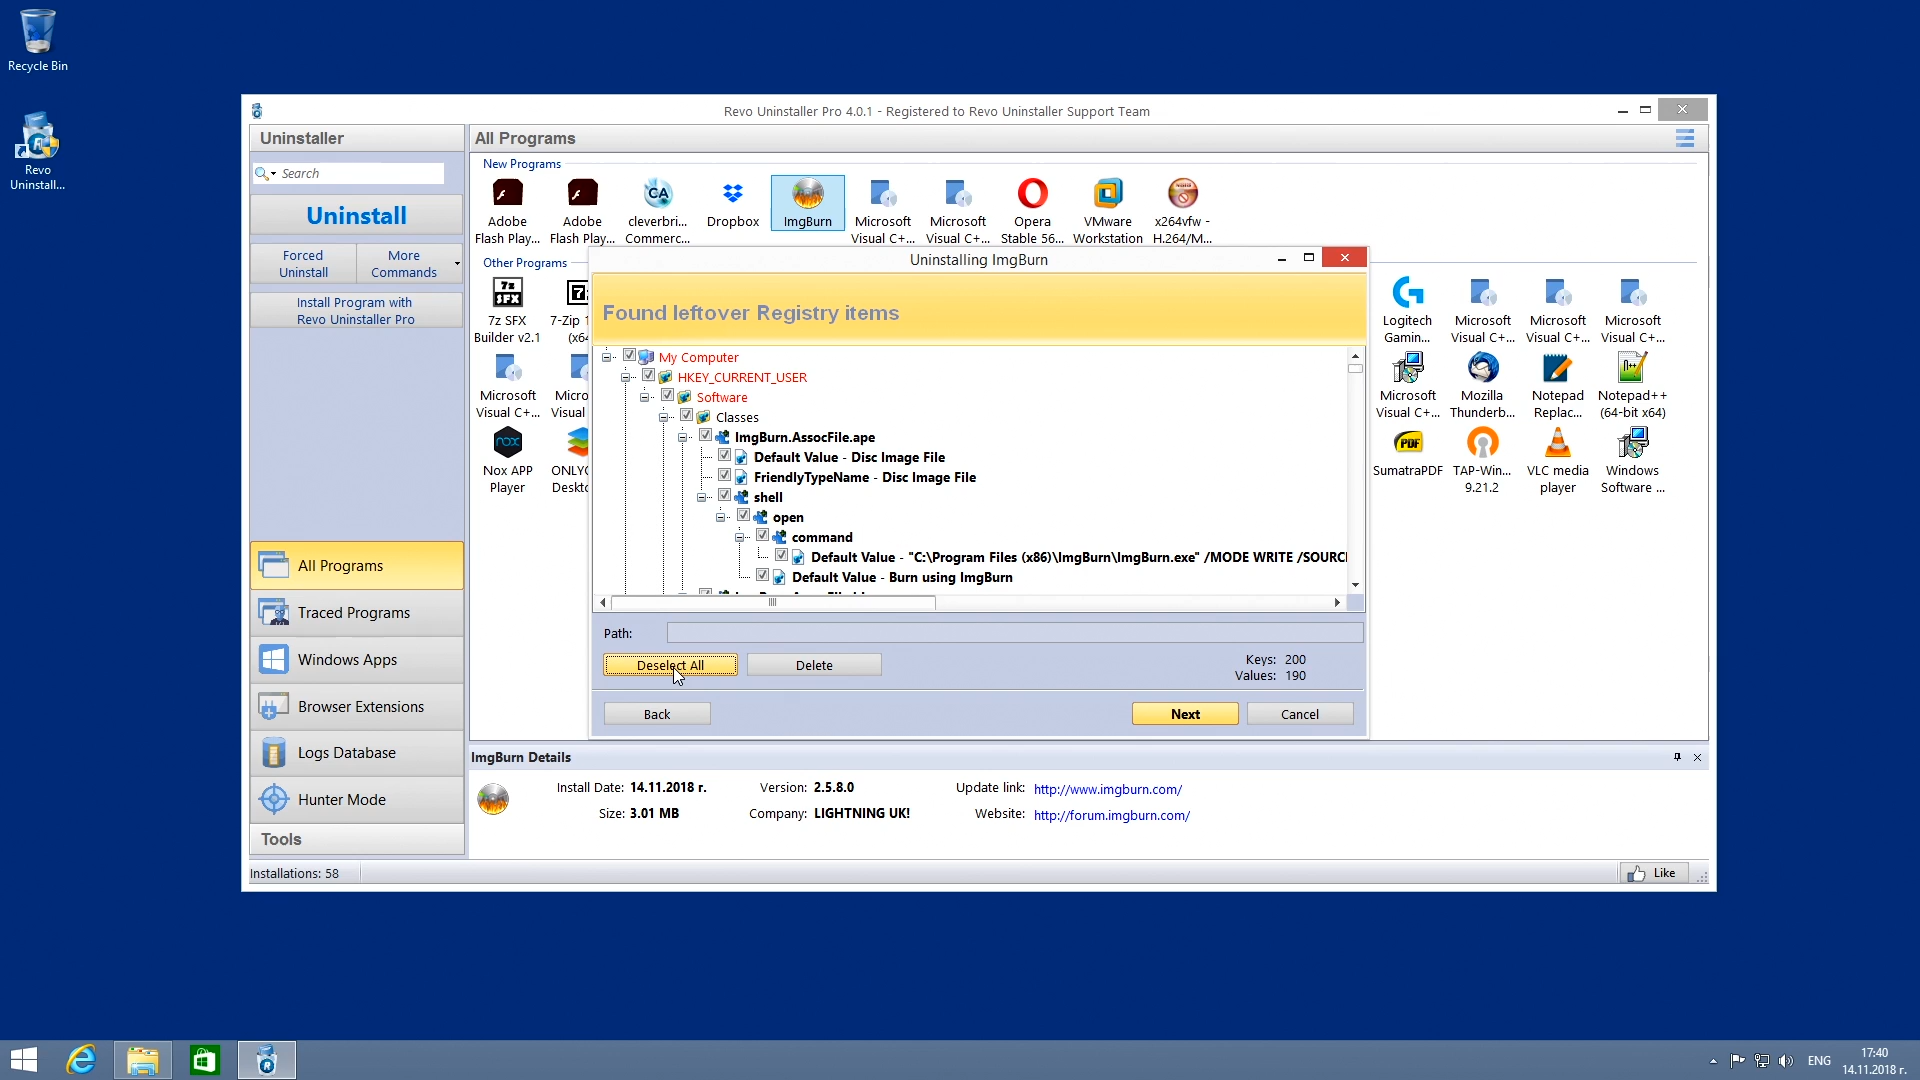 Recycle Bin
Revo
Uninstall...
Revo Uninstaller Pro 4.0.1 - Registered to Revo Uninstaller Support Team
Uninstaller
Search
Uninstall
Forced
Uninstall
More
Commands
Install Program with
Revo Uninstaller Pro
All Programs
Traced Programs
Windows Apps
Browser Extensions
Logs Database
Hunter Mode
Tools
Installations: 58
All Programs
New Programs
Adobe
Flash Play...
Adobe
Flash Play...
cleverbri...
Commerc...
Dropbox
ImgBurn
Microsoft
Visual C+...
Microsoft
Visual C+...
Opera
Stable 56...
VMware
Workstation
x264vfw -
H.264/M...
Other Programs
7z SFX
Builder v2.1
7-Zip 1
(x64
Logitech
Gamin...
Microsoft
Visual C+...
Microsoft
Visual C+...
Microsoft
Visual C+...
Microsoft
Visual C+...
Micro
Visual
Microsoft
Visual C+...
Mozilla
Thunderb...
Notepad
Replac...
Notepad++
(64-bit x64)
Nox APP
Player
ONLYO
Deskto
SumatraPDF
TAP-Win...
9.21.2
VLC media
player
Windows
Software ...
Uninstalling ImgBurn
Found leftover Registry items
My Computer
HKEY_CURRENT_USER
Software
Classes
ImgBurn.AssocFile.ape
Default Value - Disc Image File
FriendlyTypeName - Disc Image File
shell
open
command
Default Value - "C:\Program Files (x86)\ImgBurn\ImgBurn.exe" /MODE WRITE /SOURC
Default Value - Burn using ImgBurn
Path:
Deselect All
Delete
Keys: 200
Values: 190
Back
Next
Cancel
ImgBurn Details
Install Date: 14.11.2018 г.
Size: 3.01 MB
Version: 2.5.8.0
Company: LIGHTNING UK!
Update link: http://www.imgburn.com/
Website: http://forum.imgburn.com/
Like
ENG
17:40
14.11.2018 г.